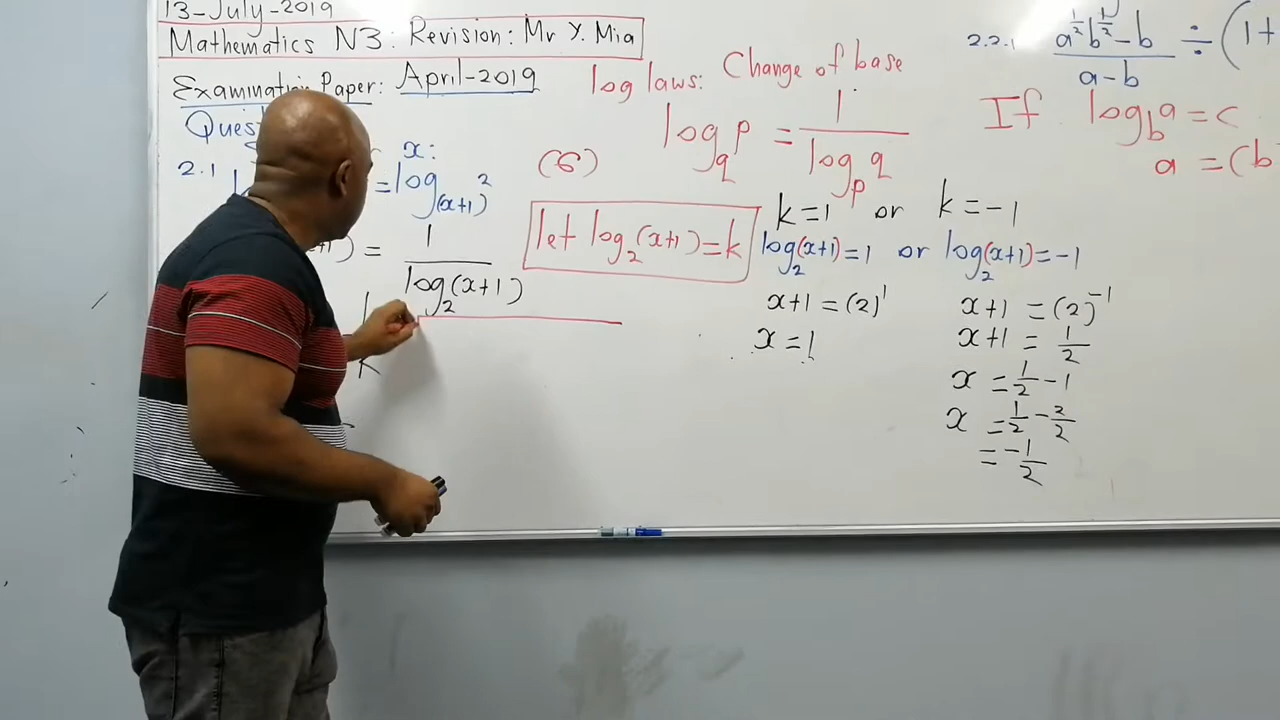 13-July-2019
Mathematics N3: Revision: Mr Y. Mia
Examination Paper: April-2019
x:
2.1 = log_(x+1) 2 (6)
) = 1/log_2 (x+1)
1/k
log laws: Change of base
log_q p = 1/log_p q
let log_2 (x+1) = k
k=1 or k=-1
log_2 (x+1) = 1 or log_2 (x+1) = -1
x+1 = (2)^1
x = 1
x+1 = (2)^-1
x+1 = 1/2
x = 1/2 - 1
x = 1/2 - 2/2
= -1/2
2.2.1 (a^1/2 b^1/2 - b)/(a-b) ÷ (1+
If log_b a = c
a = (b